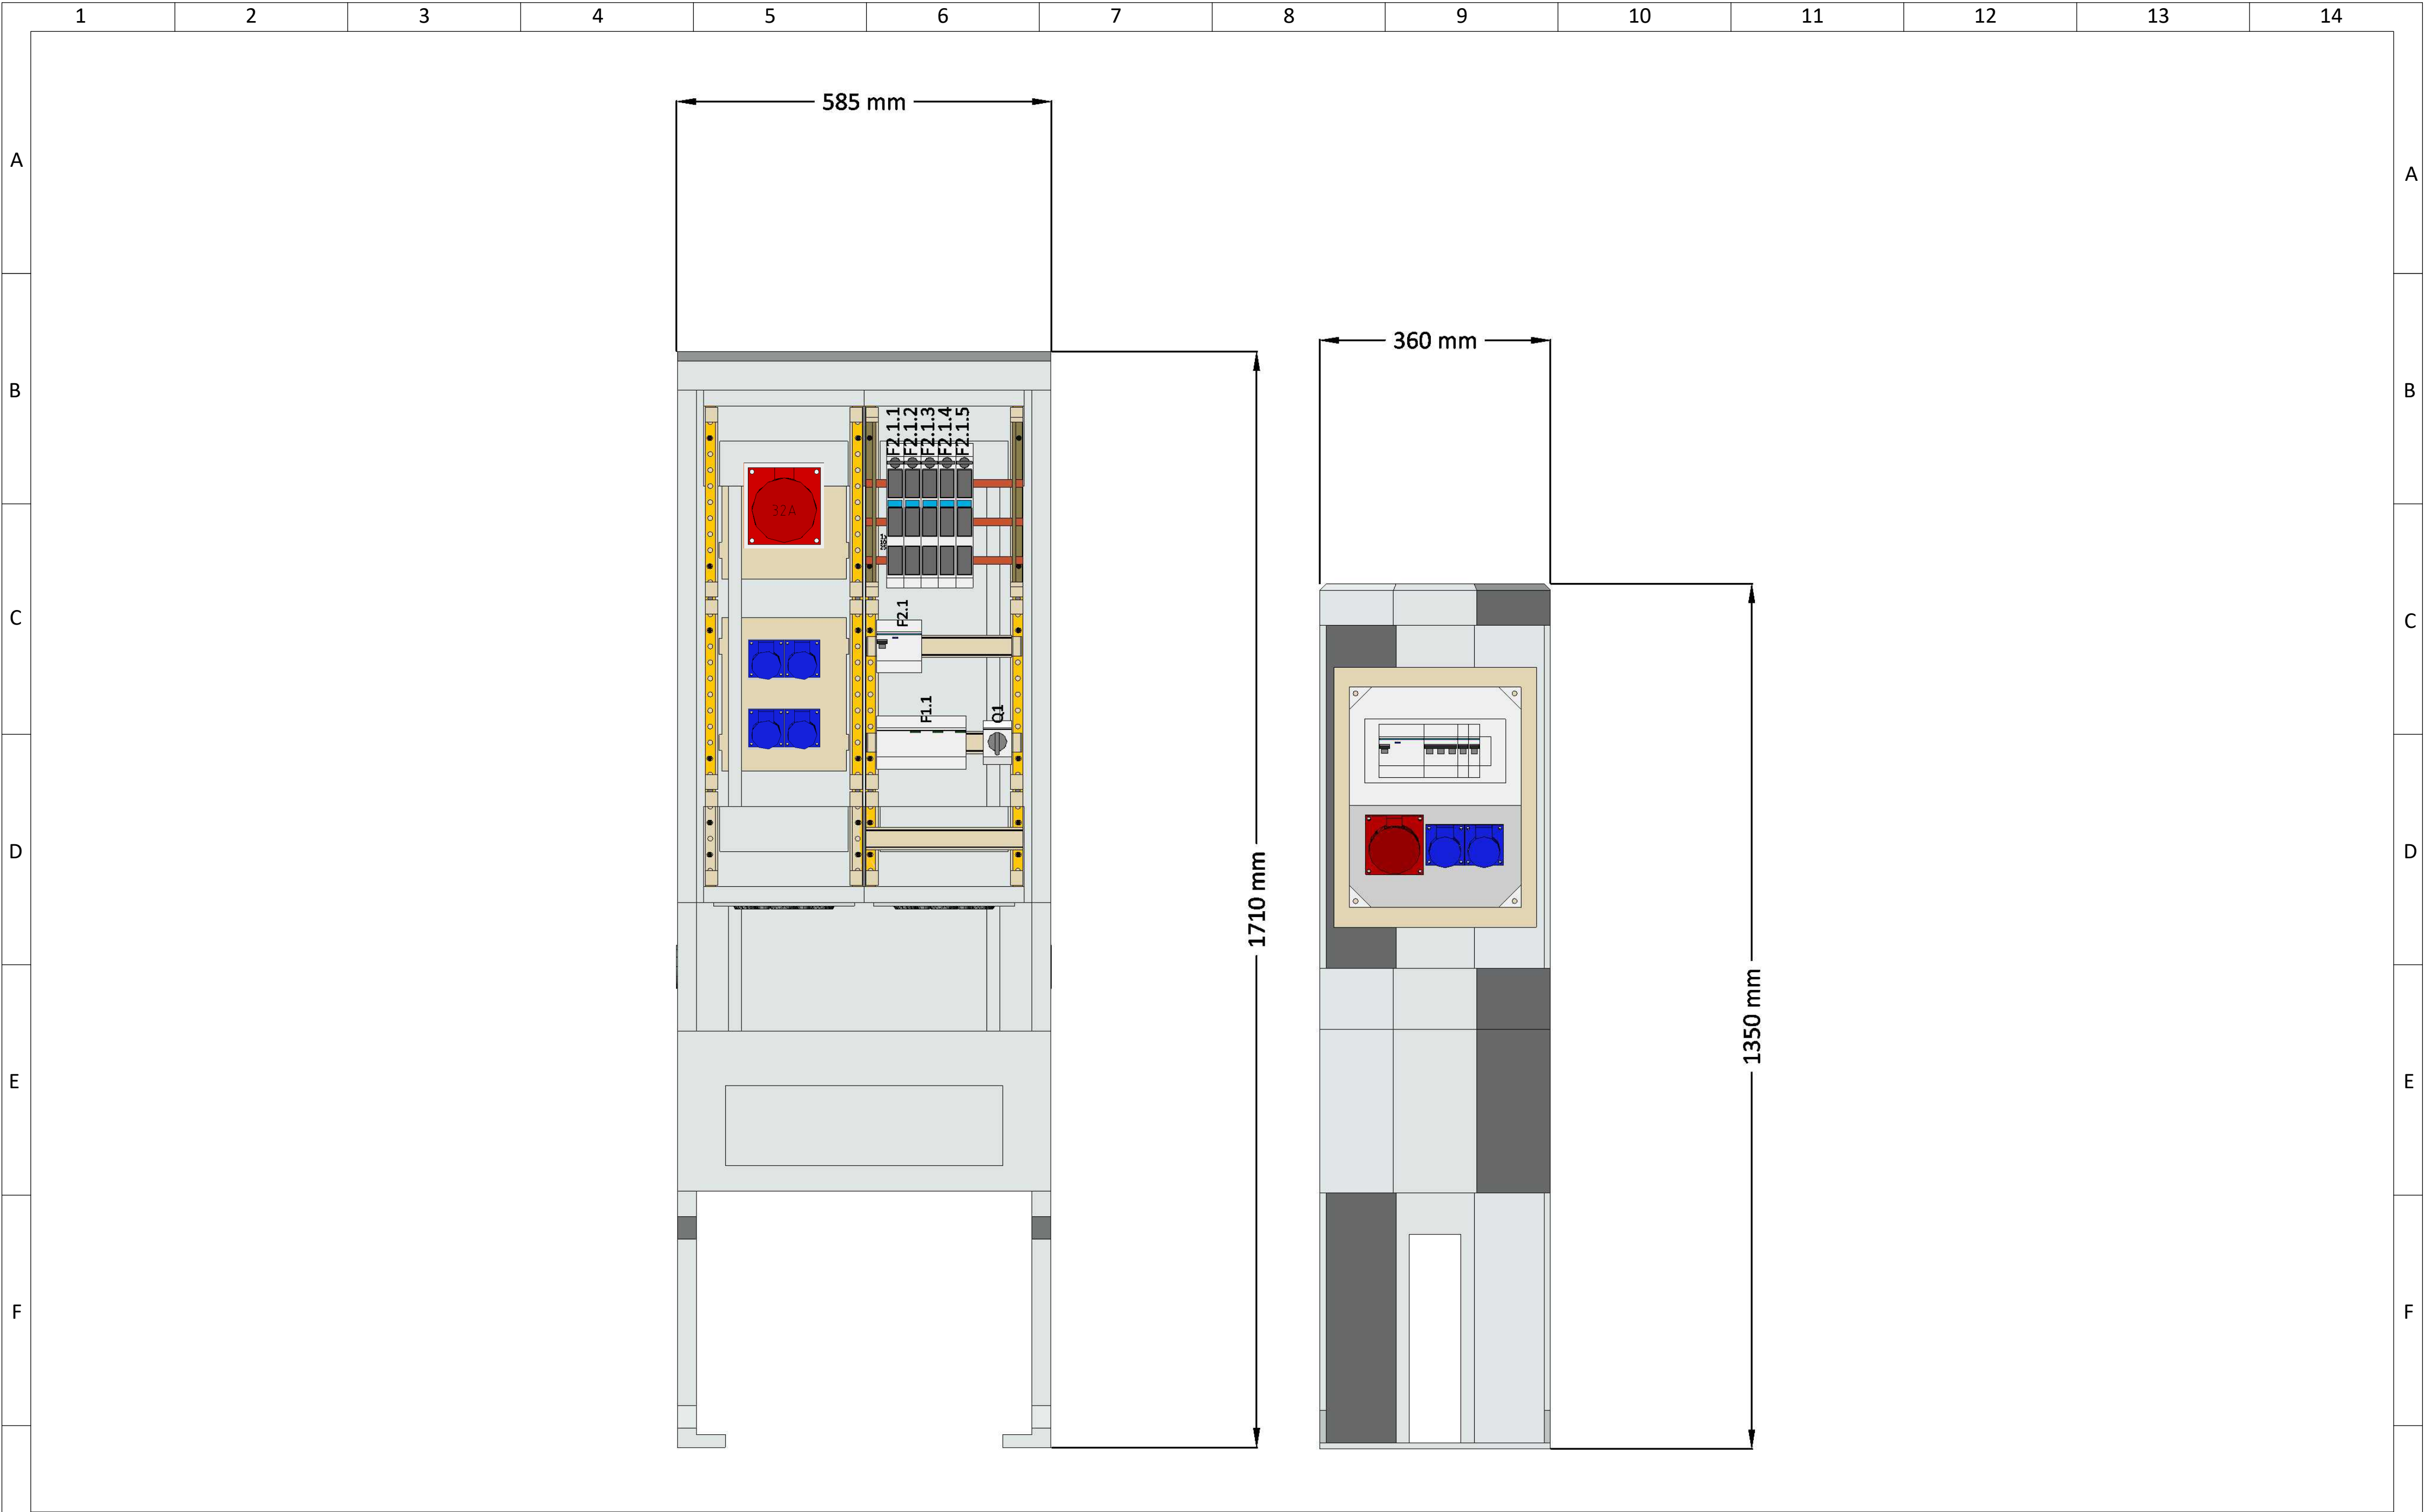 1 2 3 4 5 6 7 8 9 10 11 12 13 14
585 mm
A A
360 mm
B B
F2.1.1
F2.1.2
F2.1.3
F2.1.4
F2.1.5
32A
C C
F2.1
F1.1
Q1
D D
1710 mm
1350 mm
E E
F F